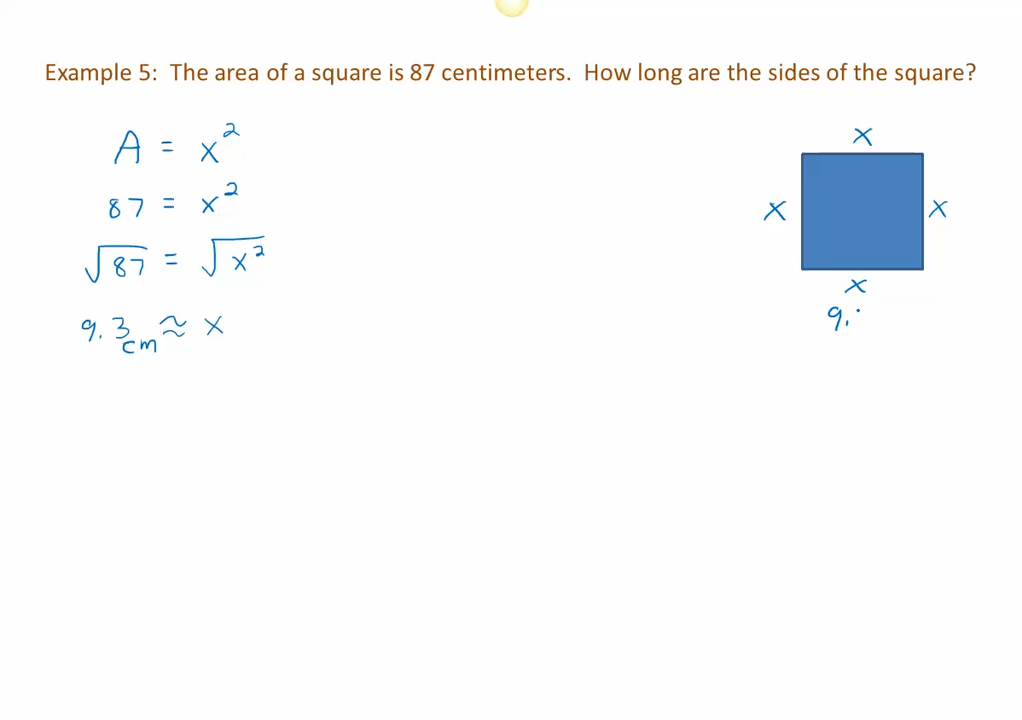 Example 5: The area of a square is 87 centimeters. How long are the sides of the square?
A = x²
87 = x²
√87 = √x²
9.3 cm ≈ x
x
x
x
x
9.